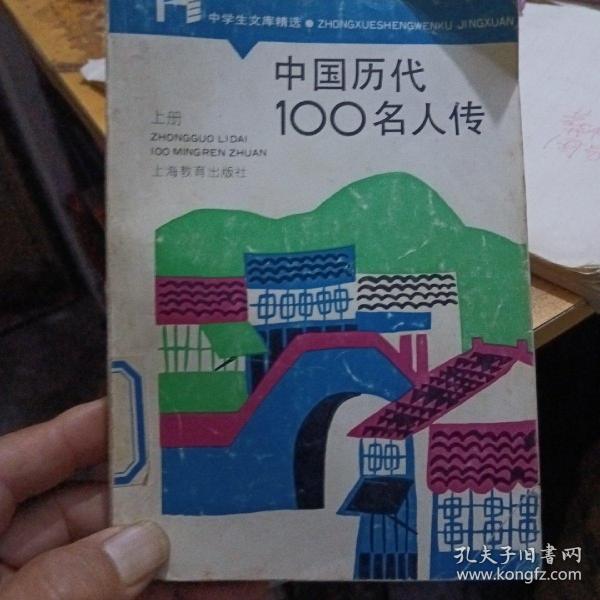 中学生文库精选●ZHONGXUESHENGWENKU JINGXUAN
中国历代
100名人传
上册
ZHONGGUO LIDAI
100 MINGREN ZHUAN
上海教育出版社
孔夫子旧书网
www.kongfz.com